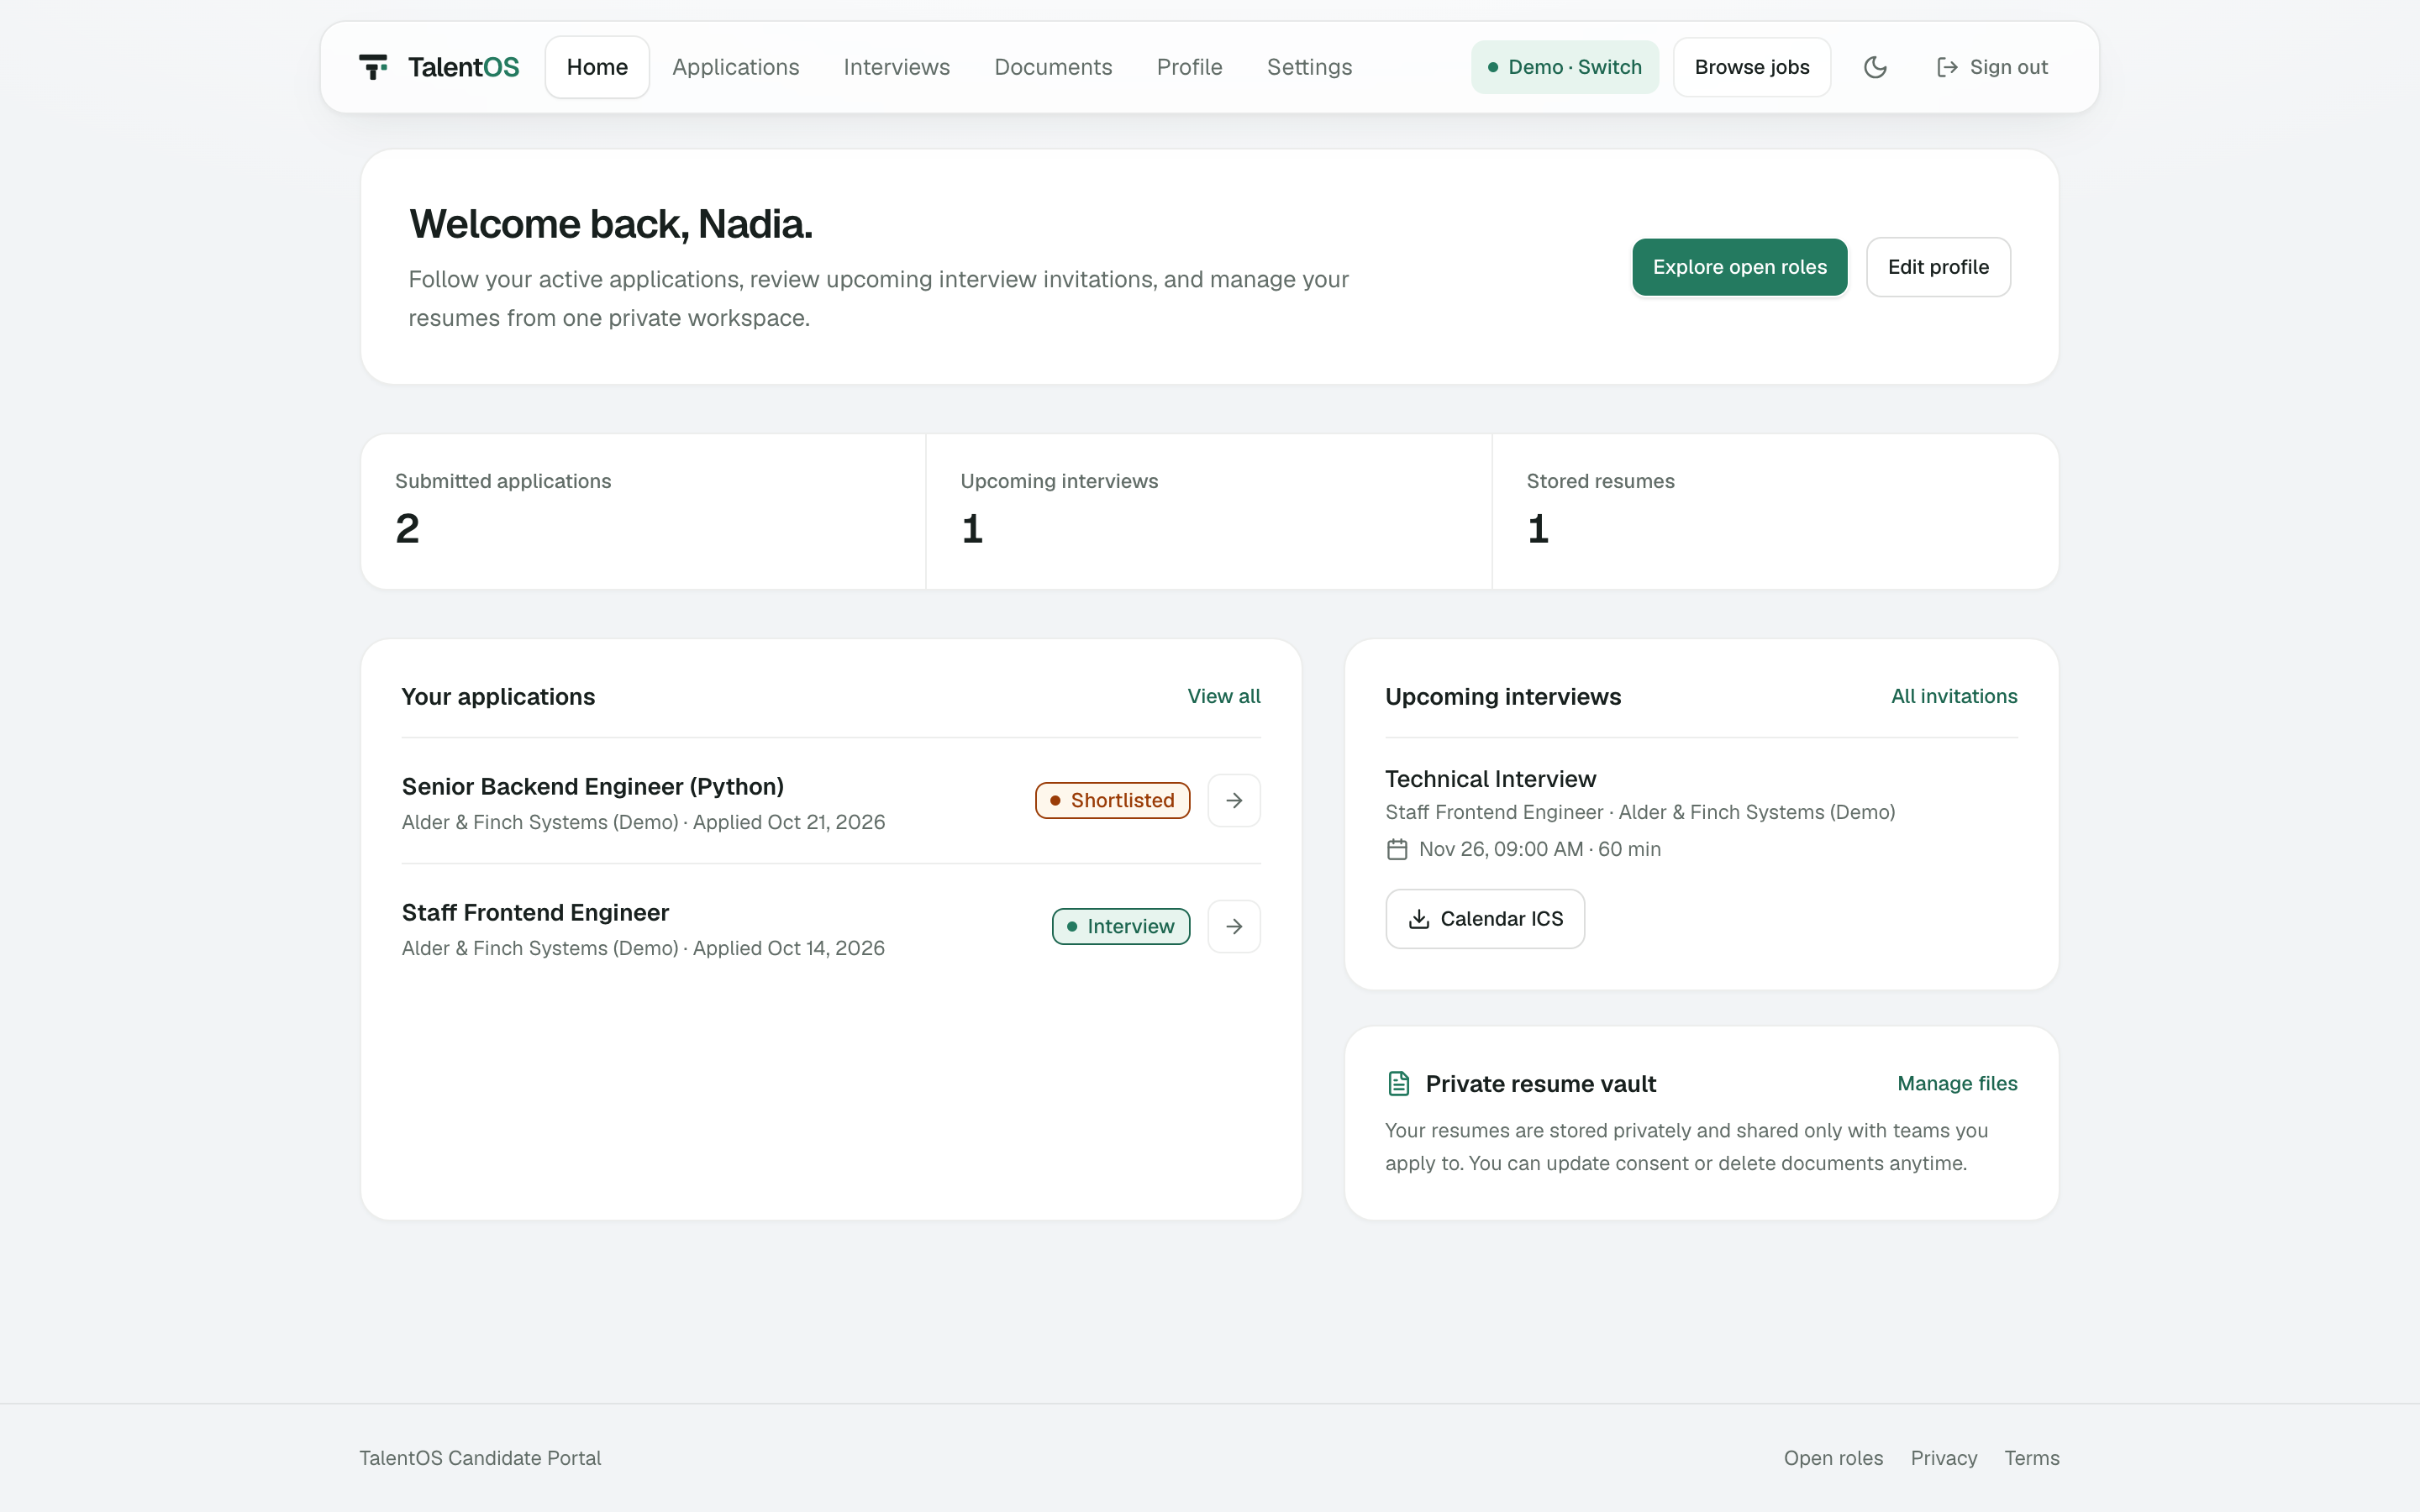 TalentOS
Home
Applications
Interviews
Documents
Profile
Settings
Demo · Switch
Browse jobs
Sign out
Welcome back, Nadia.
Follow your active applications, review upcoming interview invitations, and manage your
resumes from one private workspace.
Explore open roles
Edit profile
Submitted applications
2
Upcoming interviews
1
Stored resumes
1
Your applications
View all
Senior Backend Engineer (Python)
Alder & Finch Systems (Demo) · Applied Oct 21, 2026
Shortlisted
Staff Frontend Engineer
Alder & Finch Systems (Demo) · Applied Oct 14, 2026
Interview
Upcoming interviews
All invitations
Technical Interview
Staff Frontend Engineer · Alder & Finch Systems (Demo)
Nov 26, 09:00 AM · 60 min
Calendar ICS
Private resume vault
Manage files
Your resumes are stored privately and shared only with teams you
apply to. You can update consent or delete documents anytime.
TalentOS Candidate Portal
Open roles
Privacy
Terms